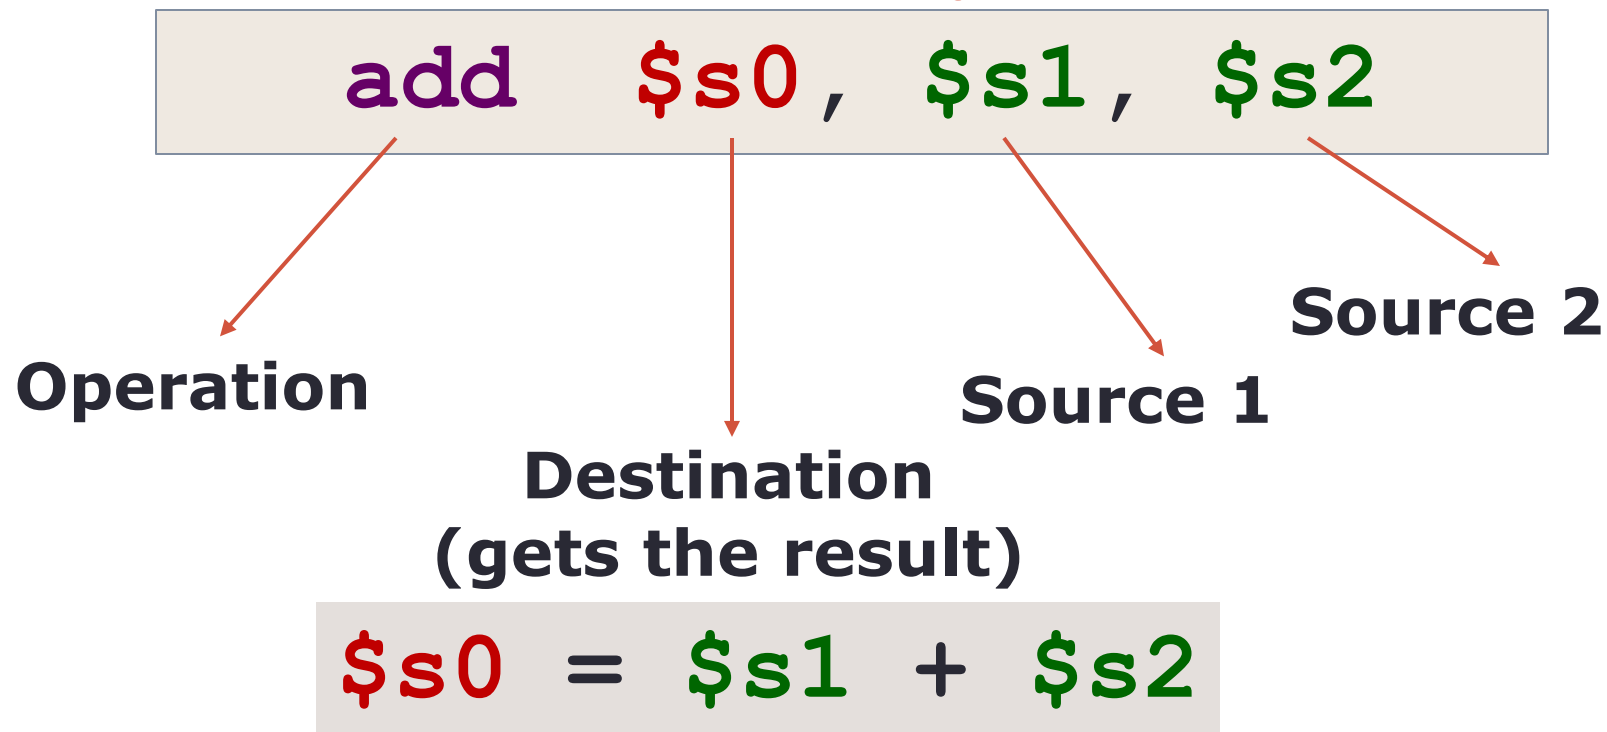 add $s0, $s1, $s2
Source 2
Operation
Source 1
Destination
(gets the result)
$s0 = $s1 + $s2